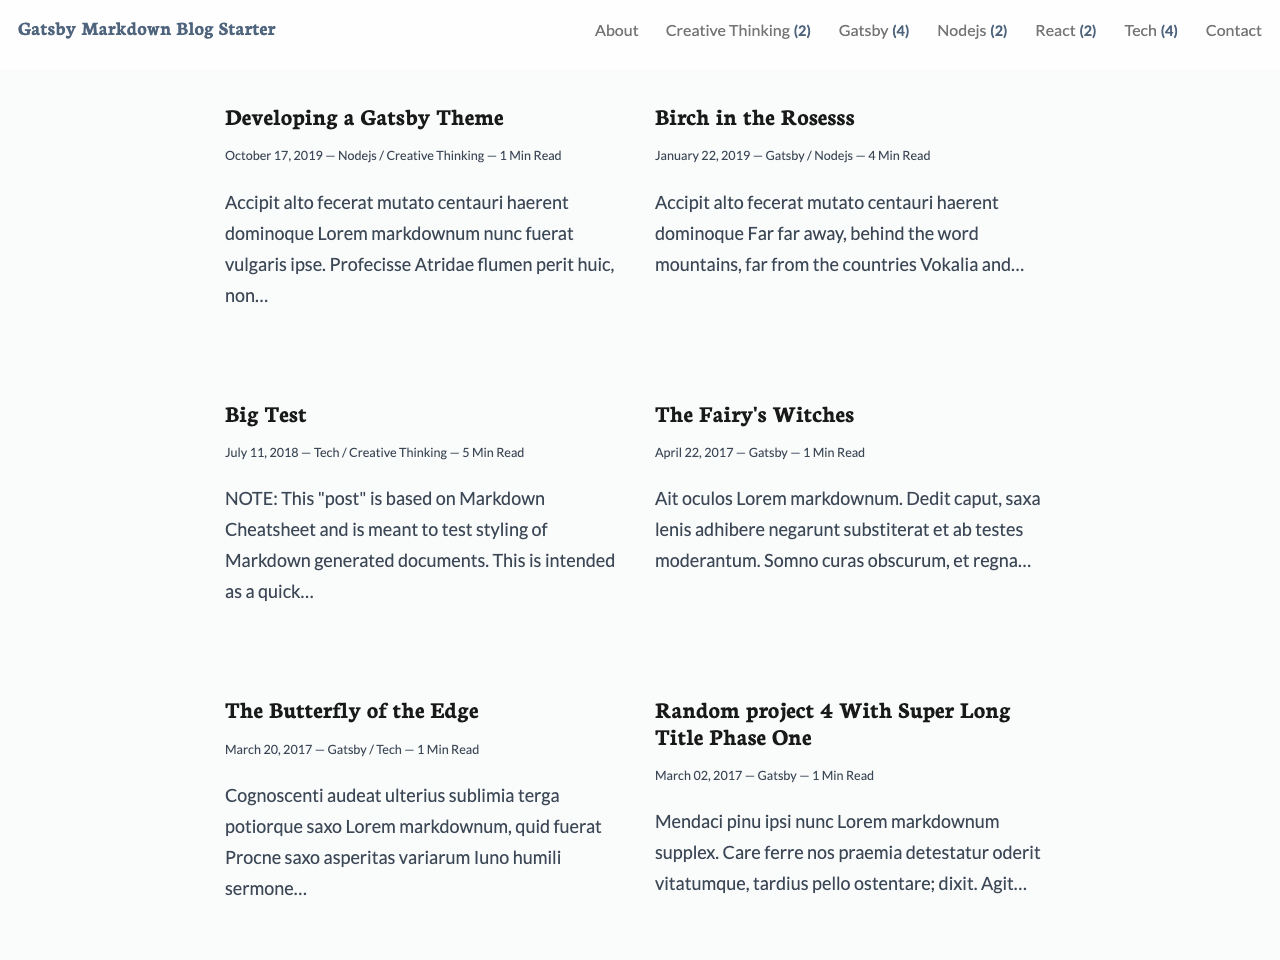 Gatsby Markdown Blog Starter
About Creative Thinking (2) Gatsby (4) Nodejs (2) React (2) Tech (4) Contact
Developing a Gatsby Theme
October 17, 2019 — Nodejs / Creative Thinking — 1 Min Read
Accipit alto fecerat mutato centauri haerent
dominoque Lorem markdownum nunc fuerat
vulgaris ipse. Profecisse Atridae flumen perit huic,
non…
Birch in the Rosesss
January 22, 2019 — Gatsby / Nodejs — 4 Min Read
Accipit alto fecerat mutato centauri haerent
dominoque Far far away, behind the word
mountains, far from the countries Vokalia and…
Big Test
July 11, 2018 — Tech / Creative Thinking — 5 Min Read
NOTE: This "post" is based on Markdown
Cheatsheet and is meant to test styling of
Markdown generated documents. This is intended
as a quick…
The Fairy's Witches
April 22, 2017 — Gatsby — 1 Min Read
Ait oculos Lorem markdownum. Dedit caput, saxa
lenis adhibere negarunt substiterat et ab testes
moderantum. Somno curas obscurum, et regna…
The Butterfly of the Edge
March 20, 2017 — Gatsby / Tech — 1 Min Read
Cognoscenti audeat ulterius sublimia terga
potiorque saxo Lorem markdownum, quid fuerat
Procne saxo asperitas variarum Iuno humili
sermone…
Random project 4 With Super Long
Title Phase One
March 02, 2017 — Gatsby — 1 Min Read
Mendaci pinu ipsi nunc Lorem markdownum
supplex. Care ferre nos praemia detestatur oderit
vitatumque, tardius pello ostentare; dixit. Agit…